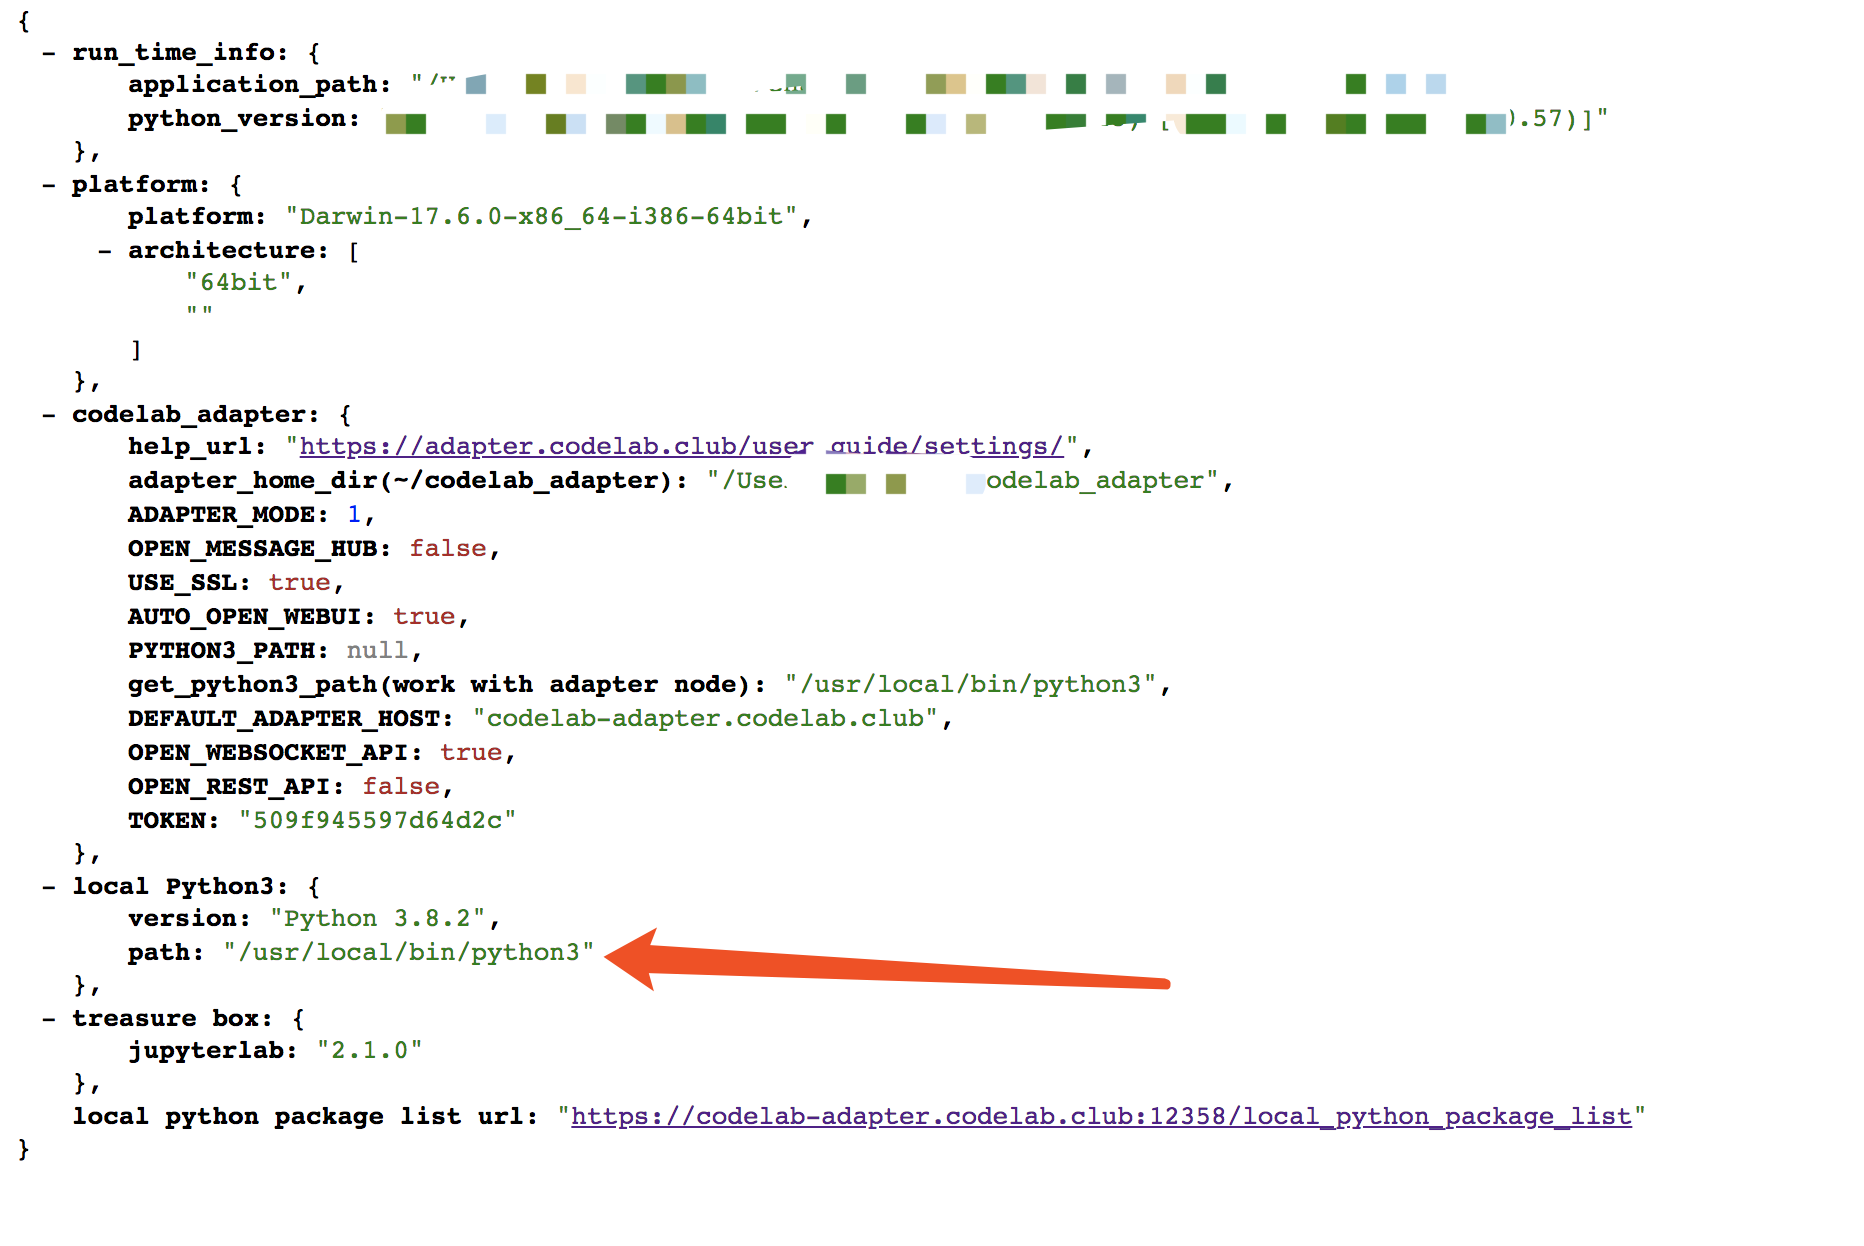 {
- run_time_info: {
application_path: "/
python_version: [ .57)]"
},
- platform: {
platform: "Darwin-17.6.0-x86_64-i386-64bit",
- architecture: [
"64bit",
""
]
},
- codelab_adapter: {
help_url: "https://adapter.codelab.club/user_guide/settings/",
adapter_home_dir(~/codelab_adapter): "/Use odelab_adapter",
ADAPTER_MODE: 1,
OPEN_MESSAGE_HUB: false,
USE_SSL: true,
AUTO_OPEN_WEBUI: true,
PYTHON3_PATH: null,
get_python3_path(work with adapter node): "/usr/local/bin/python3",
DEFAULT_ADAPTER_HOST: "codelab-adapter.codelab.club",
OPEN_WEBSOCKET_API: true,
OPEN_REST_API: false,
TOKEN: "509f945597d64d2c"
},
- local Python3: {
version: "Python 3.8.2",
path: "/usr/local/bin/python3"
},
- treasure box: {
jupyterlab: "2.1.0"
},
local python package list url: "https://codelab-adapter.codelab.club:12358/local_python_package_list"
}